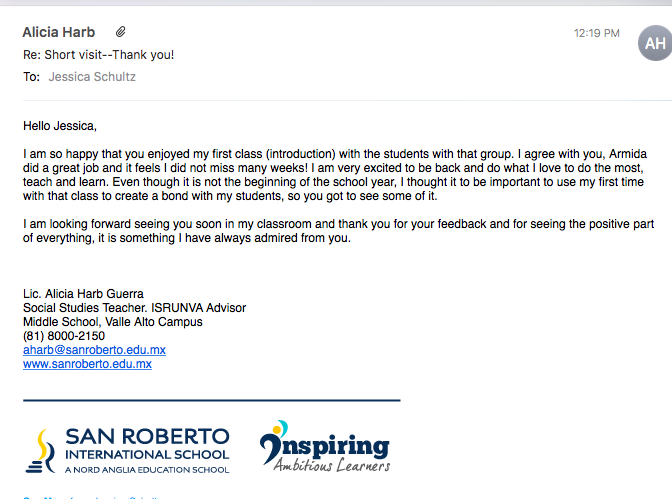 Alicia Harb
12:19 PM
AH
Re: Short visit--Thank you!
To: Jessica Schultz
Hello Jessica,
I am so happy that you enjoyed my first class (introduction) with the students with that group. I agree with you, Armida
did a great job and it feels I did not miss many weeks! I am very excited to be back and do what I love to do the most,
teach and learn. Even though it is not the beginning of the school year, I thought it to be important to use my first time
with that class to create a bond with my students, so you got to see some of it.
I am looking forward seeing you soon in my classroom and thank you for your feedback and for seeing the positive part
of everything, it is something I have always admired from you.
Lic. Alicia Harb Guerra
Social Studies Teacher. ISRUNVA Advisor
Middle School, Valle Alto Campus
(81) 8000-2150
aharb@sanroberto.edu.mx
www.sanroberto.edu.mx
SAN ROBERTO
INTERNATIONAL SCHOOL
A NORD ANGLIA EDUCATION SCHOOL
Inspiring
Ambitious Learners